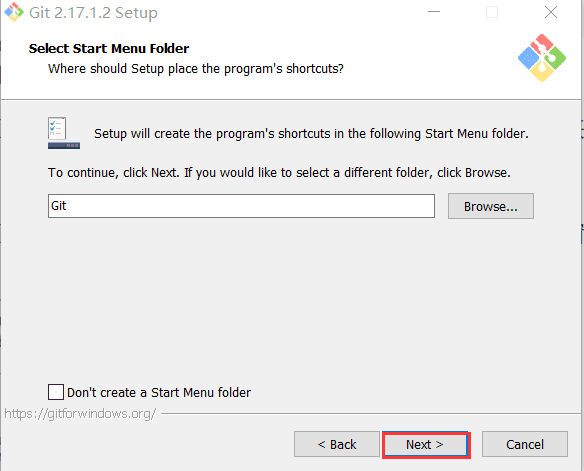 Git 2.17.1.2 Setup
Select Start Menu Folder
Where should Setup place the program's shortcuts?
Setup will create the program's shortcuts in the following Start Menu folder.
To continue, click Next. If you would like to select a different folder, click Browse.
Git
Browse...
Don't create a Start Menu folder
https://gitforwindows.org/
< Back
Next >
Cancel